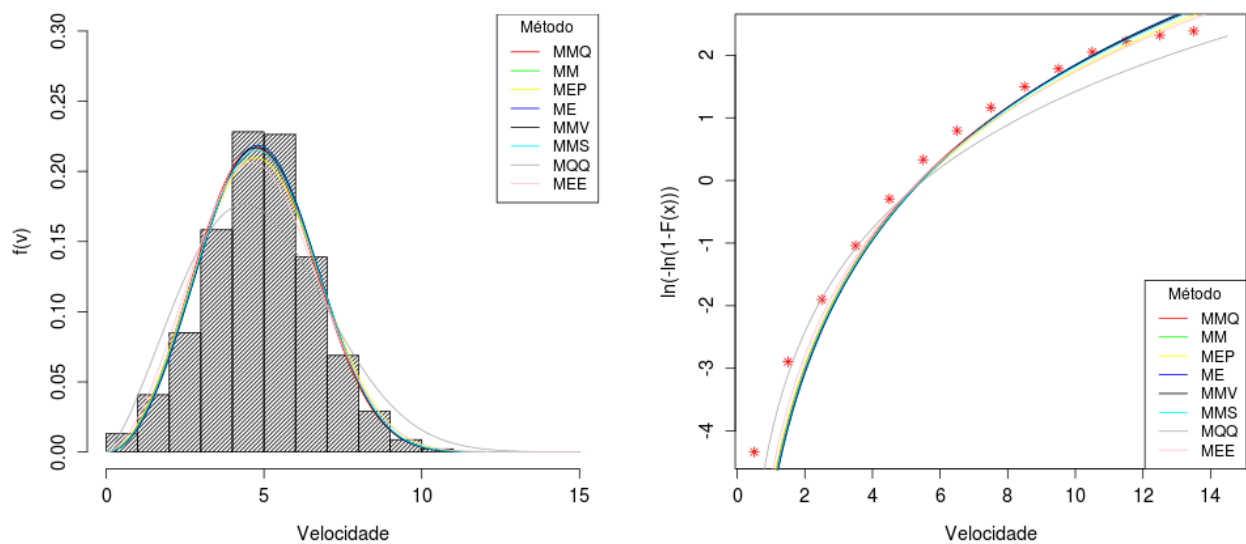 0.30
0.25
0.20
0.15
0.10
0.05
0.00
f(v)
0
5
10
15
Velocidade
Método
MMQ
MM
MEP
ME
MMV
MMS
MQQ
MEE
2
1
0
-1
-2
-3
-4
ln(-ln(1-F(x)))
0
2
4
6
8
10
12
14
Velocidade
Método
MMQ
MM
MEP
ME
MMV
MMS
MQQ
MEE